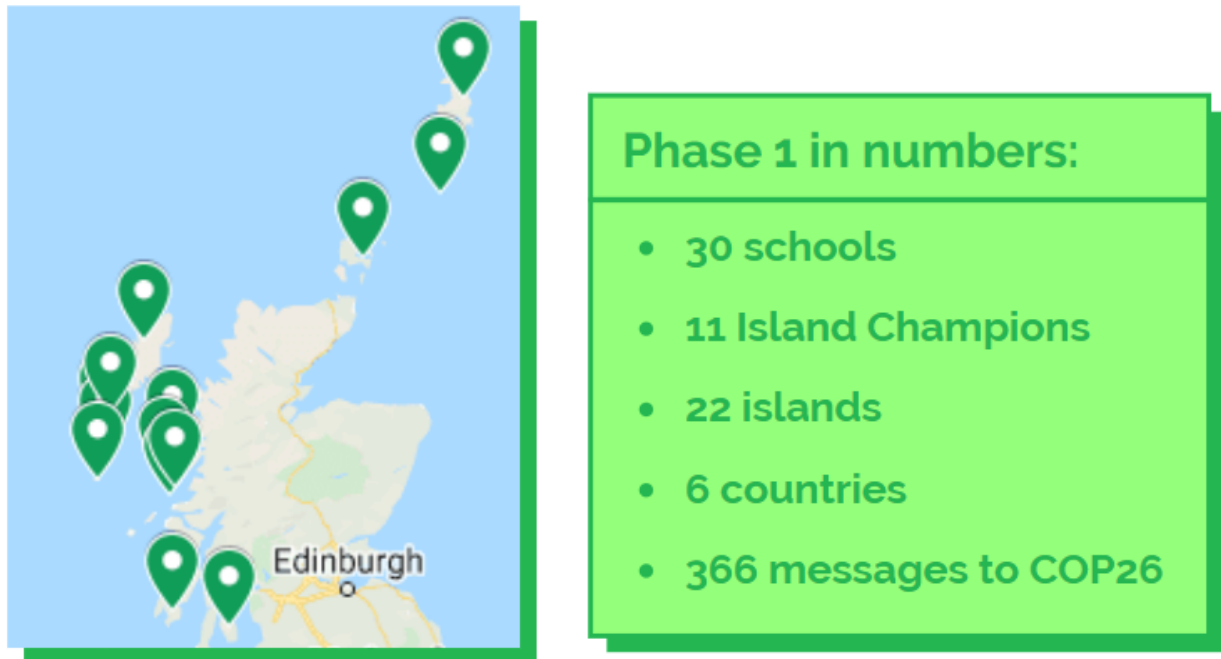 Edinburgh
Phase 1 in numbers:
• 30 schools
• 11 Island Champions
• 22 islands
• 6 countries
• 366 messages to COP26